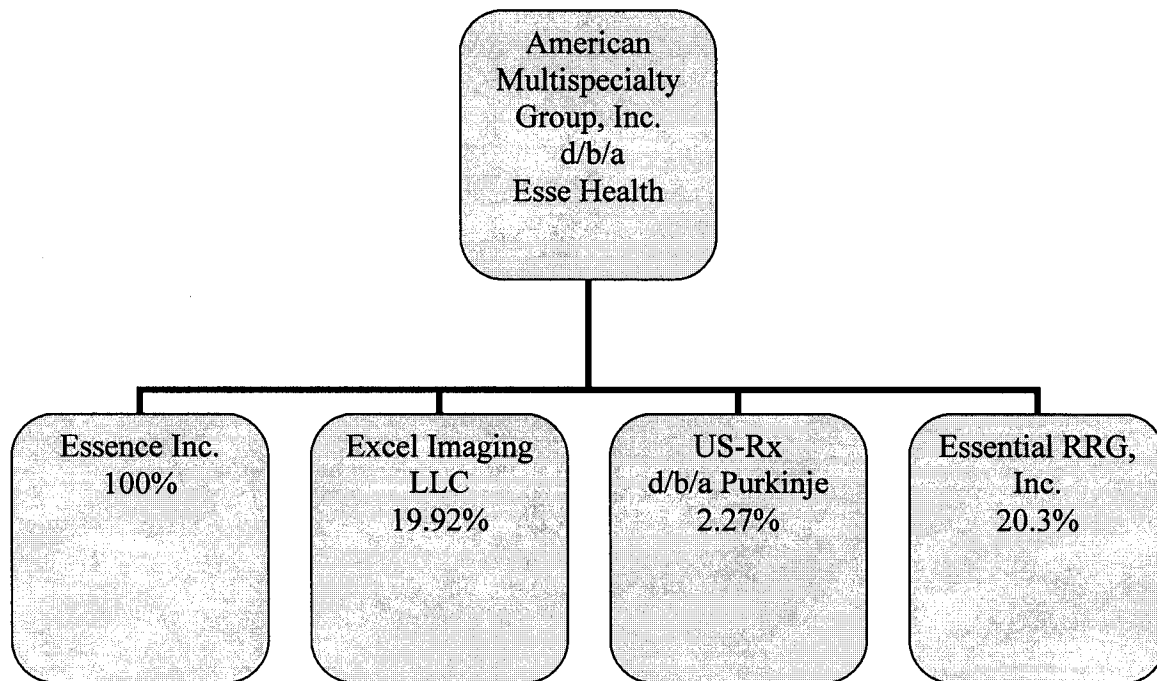 American
Multispecialty
Group, Inc.
d/b/a
Esse Health
Essence Inc.
100%
Excel Imaging
LLC
19.92%
US-Rx
d/b/a Purkinje
2.27%
Essential RRG,
Inc.
20.3%